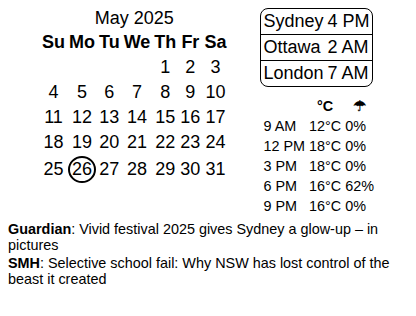 May 2025
Su Mo Tu We Th Fr Sa
1 2 3
4 5 6 7 8 9 10
11 12 13 14 15 16 17
18 19 20 21 22 23 24
25 26 27 28 29 30 31
Sydney 4 PM
Ottawa 2 AM
London 7 AM
°C ☂
9 AM 12°C 0%
12 PM 18°C 0%
3 PM 18°C 0%
6 PM 16°C 62%
9 PM 16°C 0%
Guardian: Vivid festival 2025 gives Sydney a glow-up – in
pictures
SMH: Selective school fail: Why NSW has lost control of the
beast it created